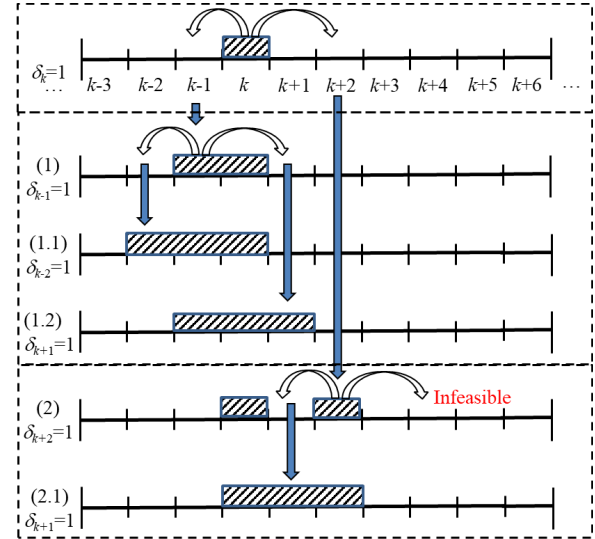 δk=1
... k-3 k-2 k-1 k k+1 k+2 k+3 k+4 k+5 k+6 ...
(1)
δk-1=1
(1.1)
δk-2=1
(1.2)
δk+1=1
(2) Infeasible
δk+2=1
(2.1)
δk+1=1